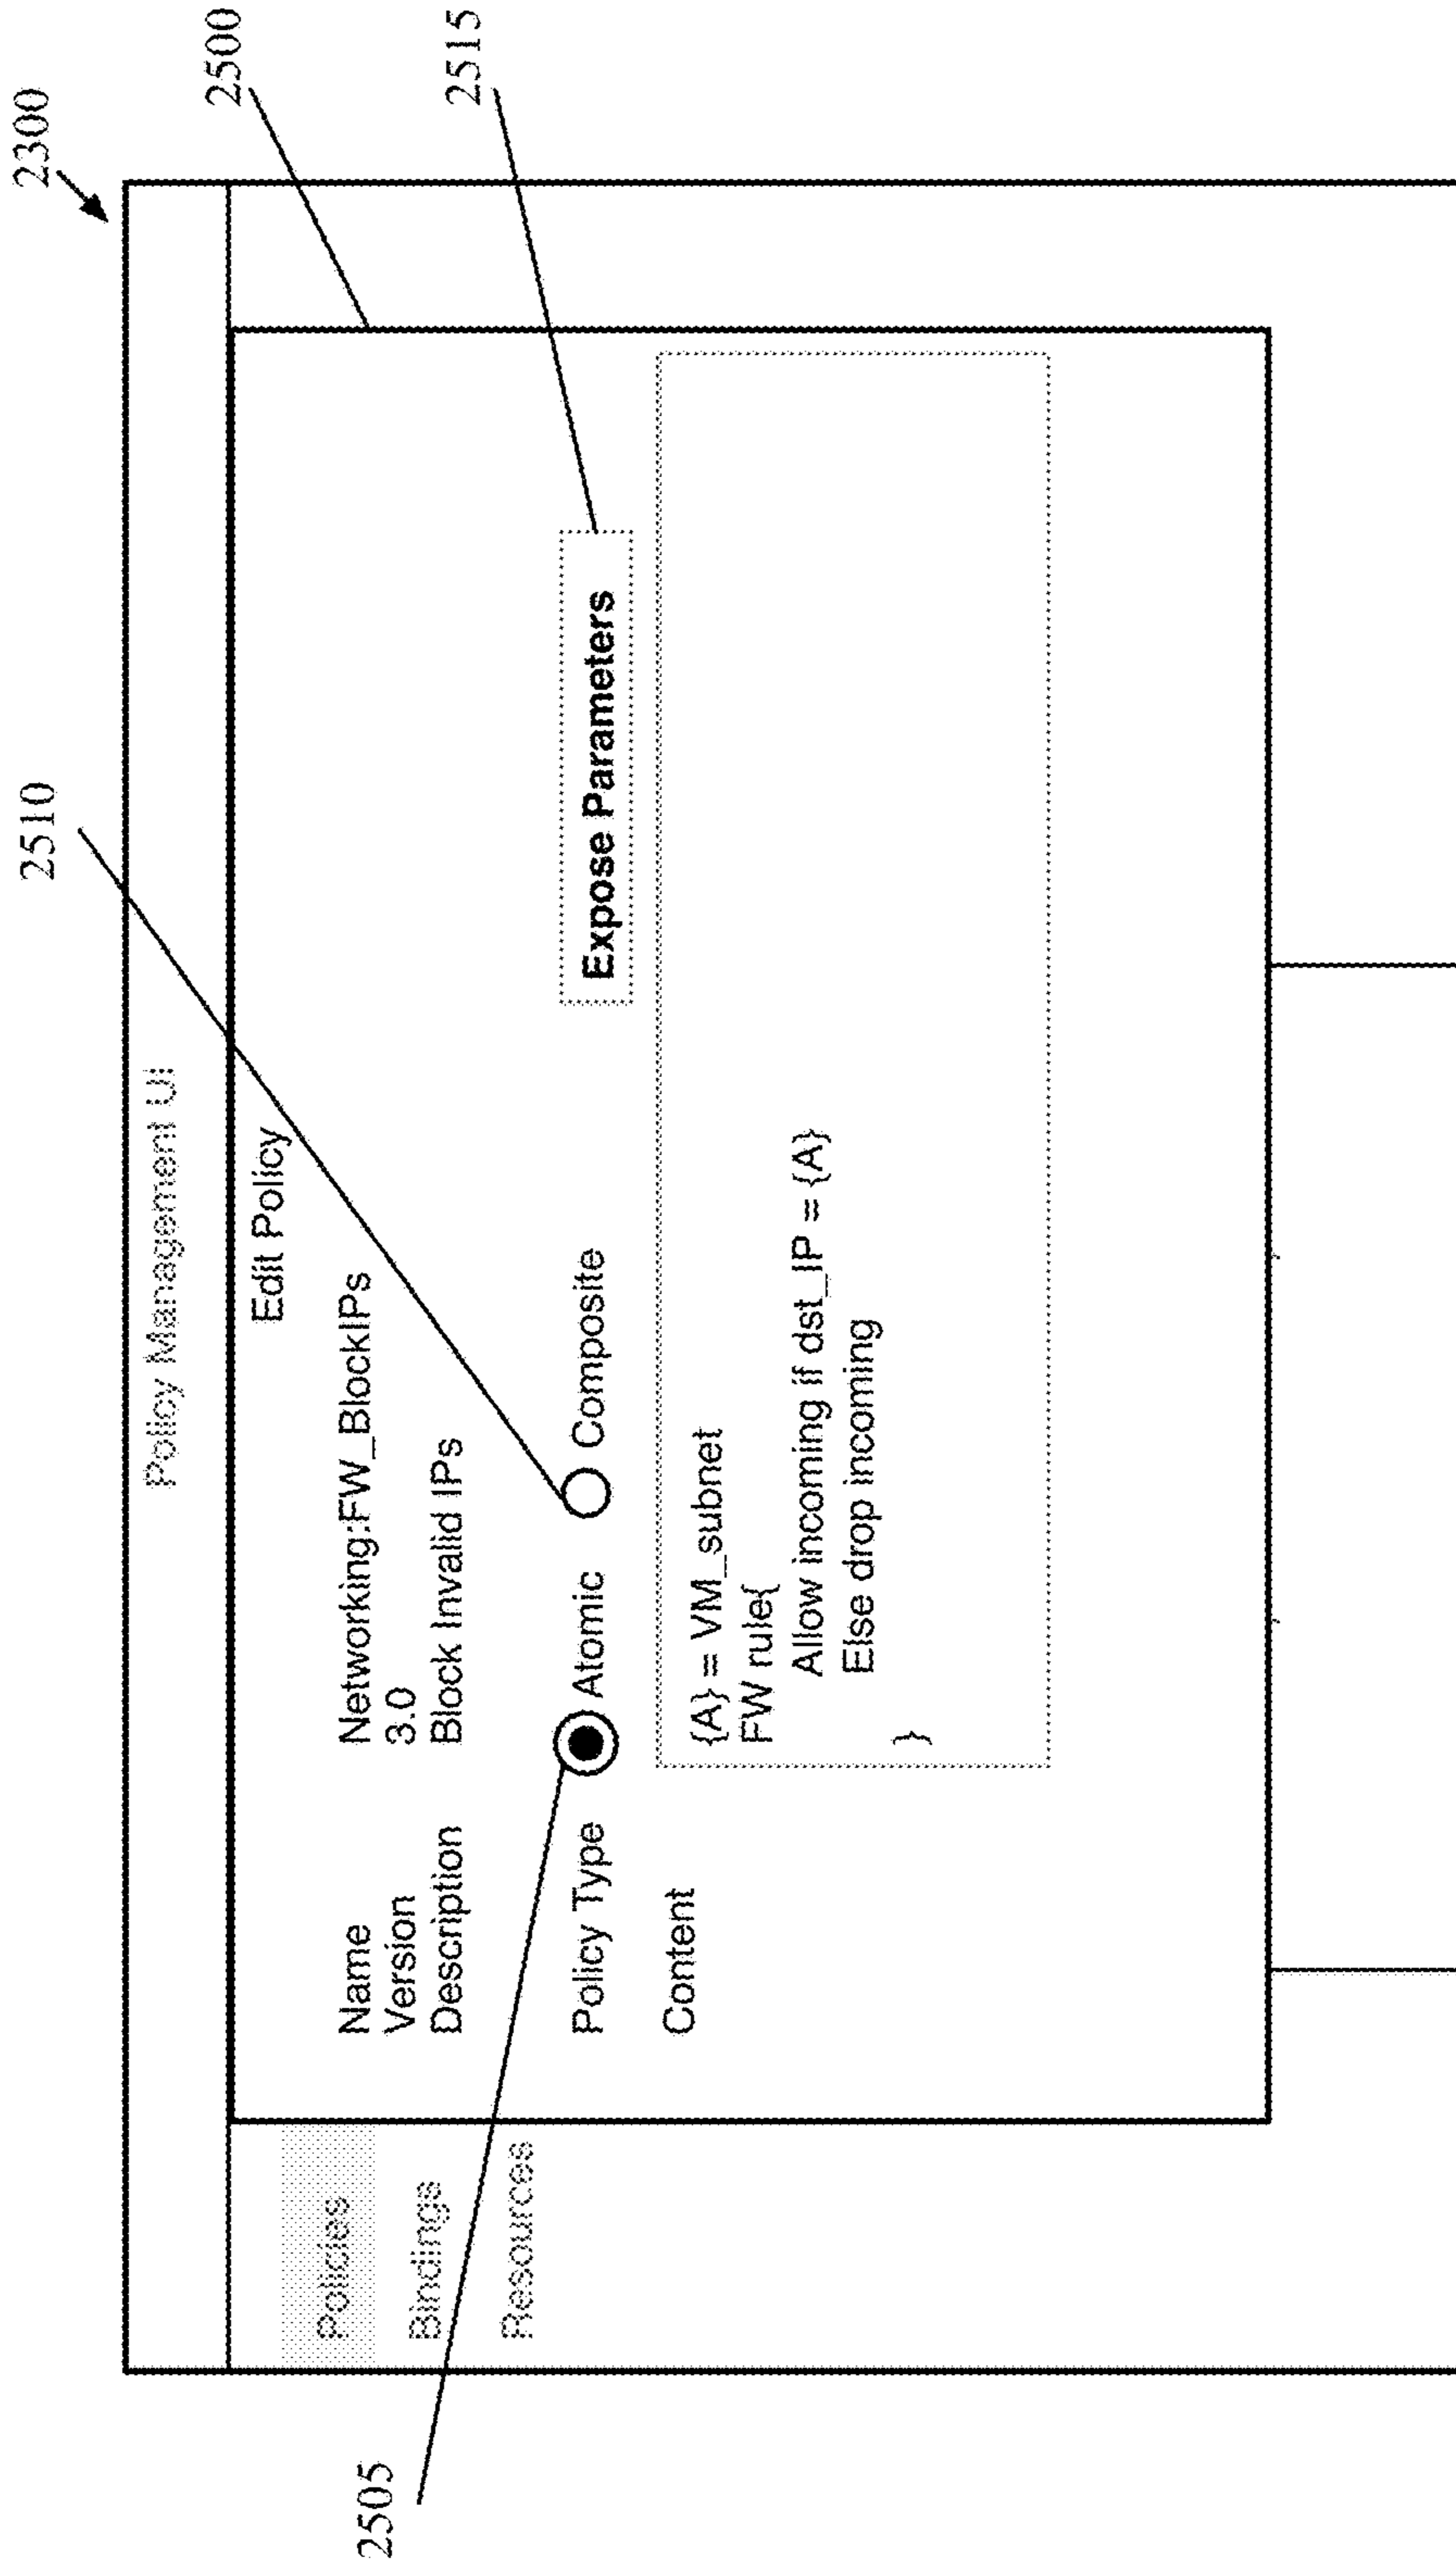 2300
2510
2500
2515
Policy Management UI
Edit Policy
Policies
Bindings
Resources
Name Networking:FW_BlockIPs
Version 3.0
Description Block Invalid IPs
2505
Policy Type Atomic Composite Expose Parameters
Content
{A} = VM_subnet
FW rule{
Allow incoming if dst_IP = {A}
Else drop incoming
}